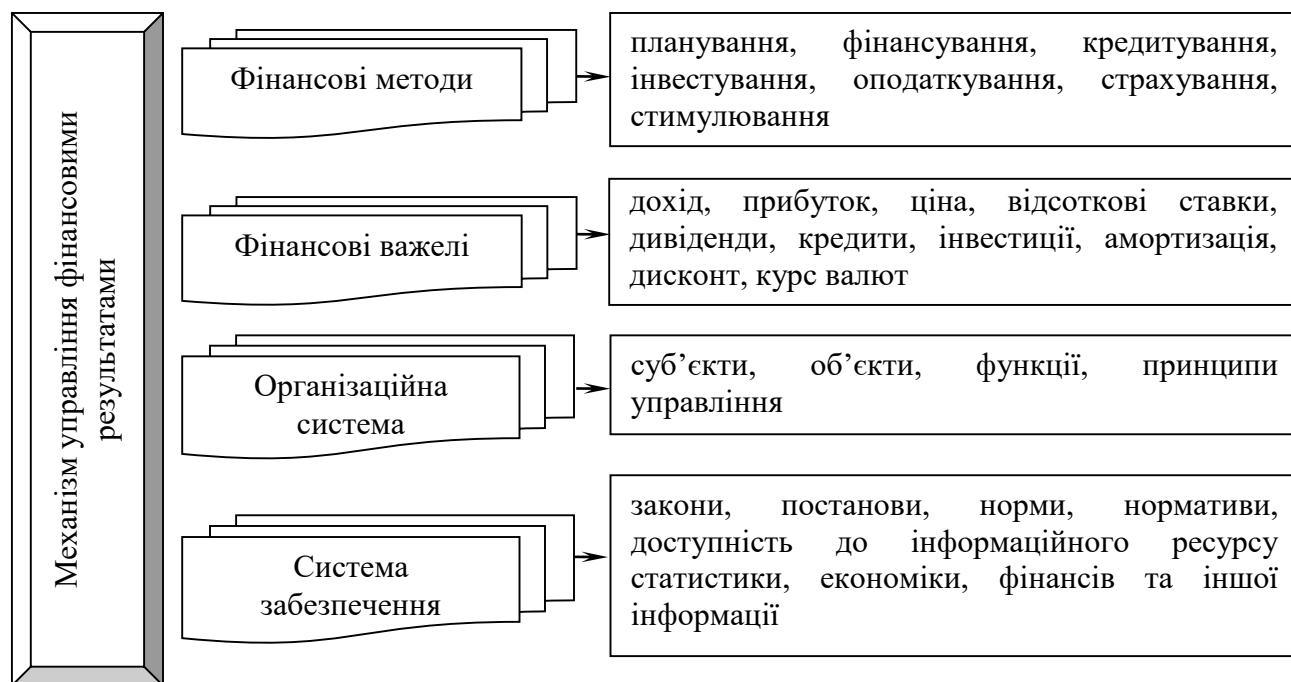 Механізм управління фінансовими
результатами
Фінансові методи
планування, фінансування, кредитування,
інвестування, оподаткування, страхування,
стимулювання
Фінансові важелі
дохід, прибуток, ціна, відсоткові ставки,
дивіденди, кредити, інвестиції, амортизація,
дисконт, курс валют
Організаційна
система
суб’єкти, об’єкти, функції, принципи
управління
Система
забезпечення
закони, постанови, норми, нормативи,
доступність до інформаційного ресурсу
статистики, економіки, фінансів та іншої
інформації